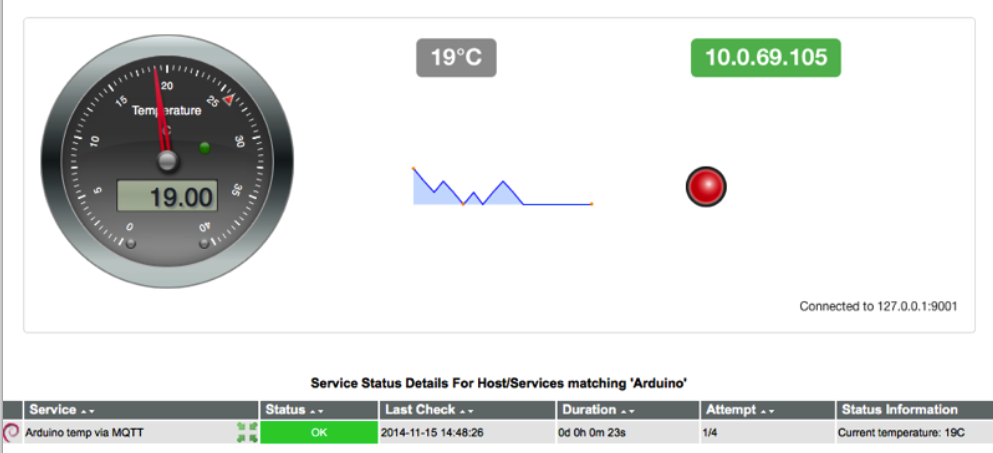 19°C
10.0.69.105
20
15
25
Temperature
C
10
30
19.00
5
35
0
40
Connected to 127.0.0.1:9001
Service Status Details For Host/Services matching 'Arduino'
Service Status Last Check Duration Attempt Status Information
Arduino temp via MQTT OK 2014-11-15 14:48:26 0d 0h 0m 23s 1/4 Current temperature: 19C